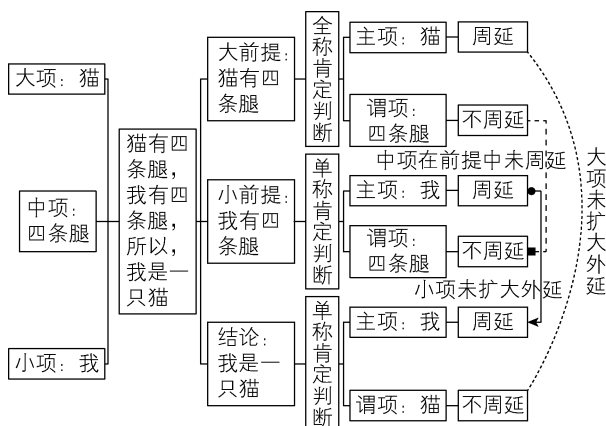 大项：猫
中项：
四条腿
小项：我
猫有四
条腿，
我有四
条腿，
所以，
我是一
只猫
大前提：
猫有四
条腿
全称肯定判断
主项：猫
周延
谓项：
四条腿
不周延
中项在前提中未周延
小前提：
我有四
条腿
单称肯定判断
主项：我
周延
谓项：
四条腿
不周延
小项未扩大外延
结论：
我是一
只猫
单称肯定判断
主项：我
周延
谓项：猫
不周延
大项未扩大外延